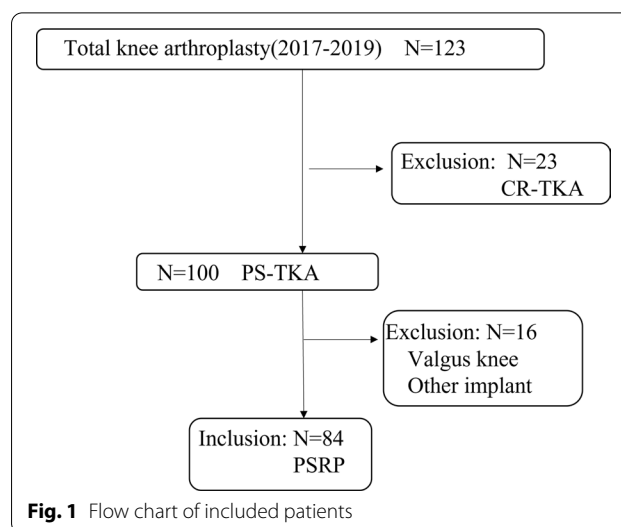 Total knee arthroplasty(2017-2019) N=123
Exclusion: N=23
CR-TKA
N=100 PS-TKA
Exclusion: N=16
Valgus knee
Other implant
Inclusion: N=84
PSRP
Fig. 1 Flow chart of included patients